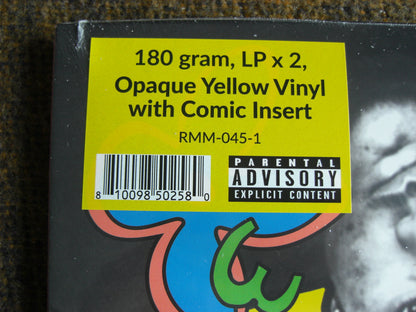 180 gram, LP x 2,
Opaque Yellow Vinyl
with Comic Insert
RMM-045-1
8 10098 50258 0
PARENTAL
ADVISORY
EXPLICIT CONTENT